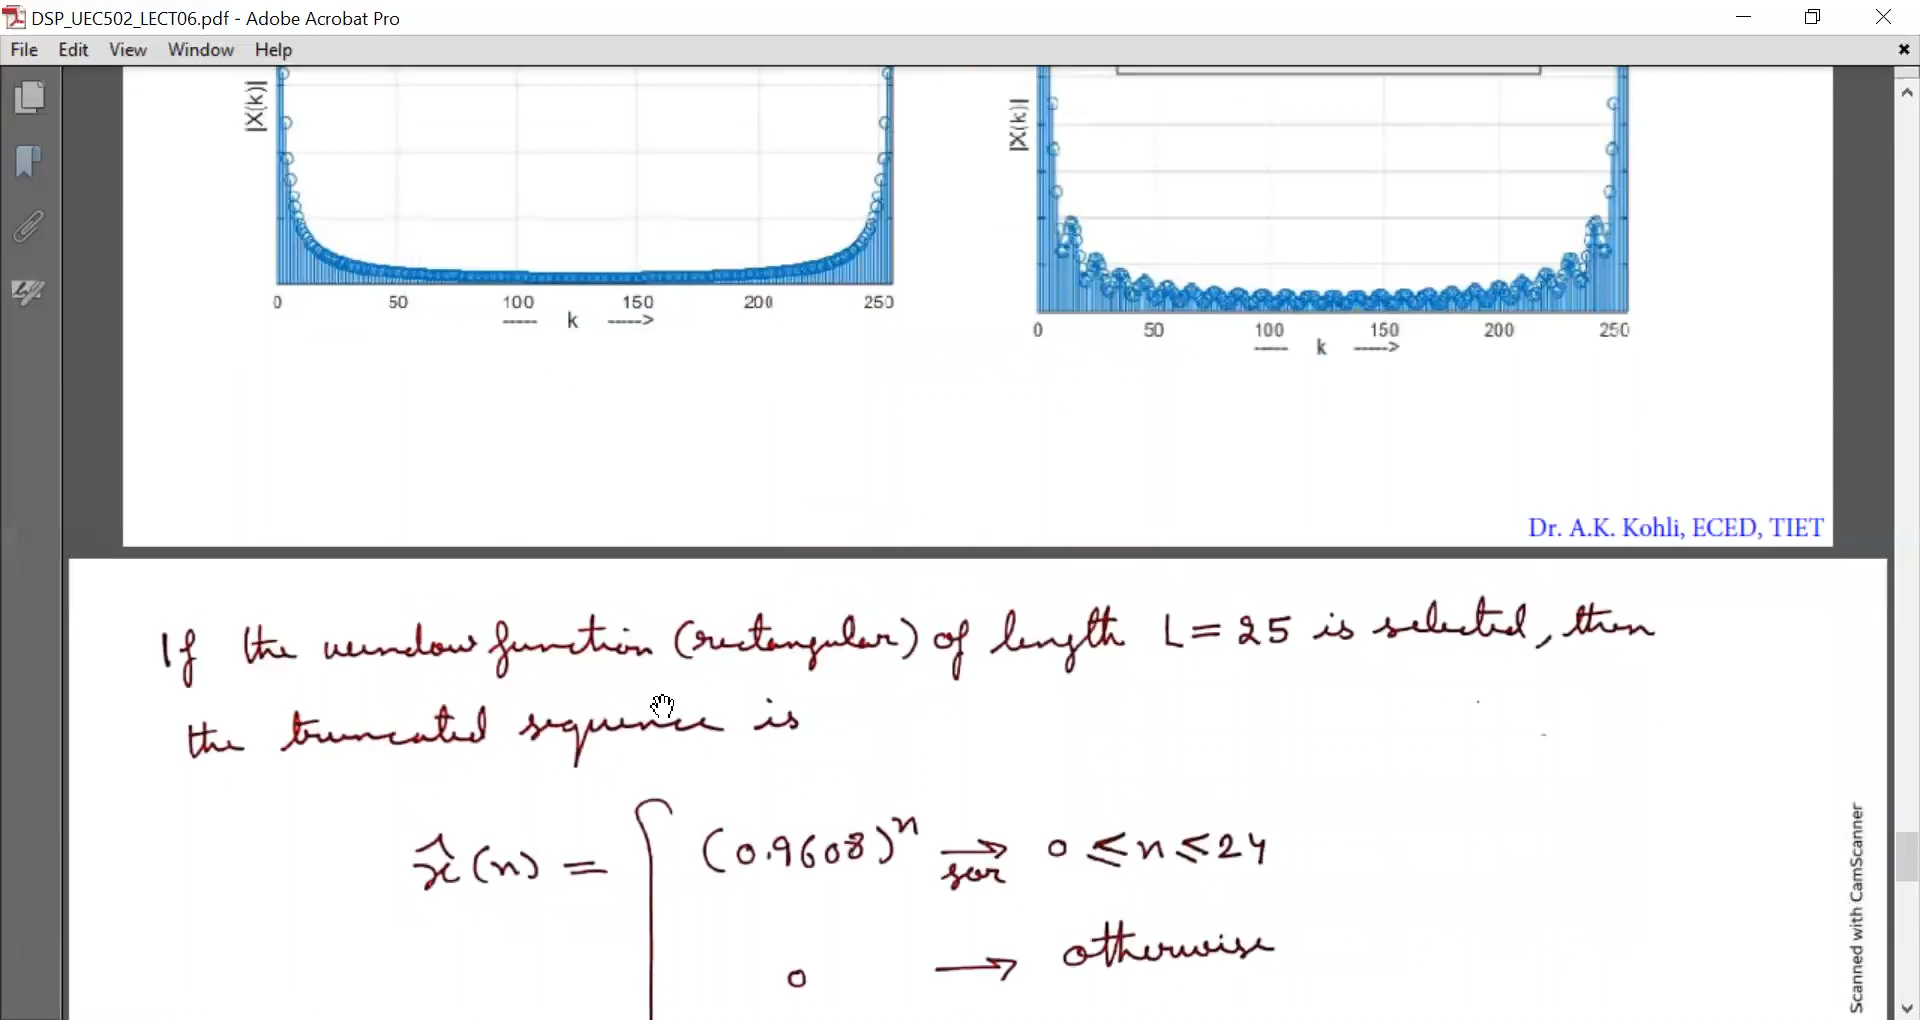 DSP_UEC502_LECT06.pdf - Adobe Acrobat Pro
File Edit View Window Help
|X(k)|
0 50 100 150 200 250
----- k ----->
|X(k)|
0 50 100 150 200 250
----- k ----->
Dr. A.K. Kohli, ECED, TIET
If the window function (rectangular) of length L = 25 is selected, then
the truncated sequence is
x̂(n) = { (0.9608)^n → for 0 ≤ n ≤ 24
0 → otherwise
Scanned with CamScanner